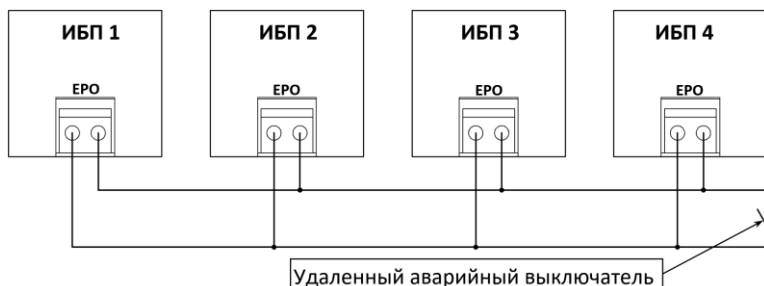 ИБП 1 ИБП 2 ИБП 3 ИБП 4
EPO EPO EPO EPO
Удаленный аварийный выключатель